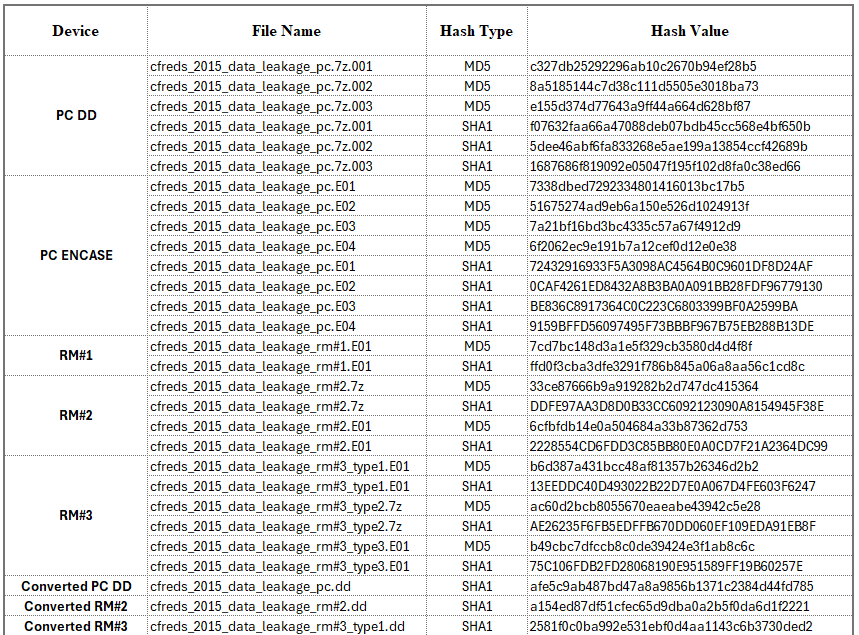 Device File Name Hash Type Hash Value
PC DD
cfreds_2015_data_leakage_pc.7z.001 MD5 c327db25292296ab10c2670b94ef28b5
cfreds_2015_data_leakage_pc.7z.002 MD5 8a5185144c7d38c111d5505e3018ba73
cfreds_2015_data_leakage_pc.7z.003 MD5 e155d374d77643a9ff44a664d628bf87
cfreds_2015_data_leakage_pc.7z.001 SHA1 f07632faa66a47088deb07bdb45cc568e4bf650b
cfreds_2015_data_leakage_pc.7z.002 SHA1 5dee46abf6fa833268e5ae199a13854ccf42689b
cfreds_2015_data_leakage_pc.7z.003 SHA1 1687686f819092e05047f195f102d8fa0c38ed66
PC ENCASE
cfreds_2015_data_leakage_pc.E01 MD5 7338dbed7292334801416013bc17b5
cfreds_2015_data_leakage_pc.E02 MD5 51675274ad9eb6a150e526d1024913f
cfreds_2015_data_leakage_pc.E03 MD5 7a21bf16bd3bc4335c57a67f4912d9
cfreds_2015_data_leakage_pc.E04 MD5 6f2062ec9e191b7a12cef0d12e0e38
cfreds_2015_data_leakage_pc.E01 SHA1 72432916933F5A3098AC4564B0C9601DF8D24AF
cfreds_2015_data_leakage_pc.E02 SHA1 0CAF4261ED8432A8B3BA0A091BB28FDF96779130
cfreds_2015_data_leakage_pc.E03 SHA1 BE836C8917364C0C223C6803399BF0A2599BA
cfreds_2015_data_leakage_pc.E04 SHA1 9159BFFD56097495F73BBBF967B75EB288B13DE
RM#1
cfreds_2015_data_leakage_rm#1.E01 MD5 7cd7bc148d3a1e5f329cb3580d4d4f8f
cfreds_2015_data_leakage_rm#1.E01 SHA1 ffd0f3cba3dfe3291f786b845a06a8aa56c1cd8c
RM#2
cfreds_2015_data_leakage_rm#2.7z MD5 33ce87666b9a919282b2d747dc415364
cfreds_2015_data_leakage_rm#2.7z SHA1 DDFE97AA3D8D0B33CC6092123090A8154945F38E
cfreds_2015_data_leakage_rm#2.E01 MD5 6cfbfdb14e0a504684a33b87362d753
cfreds_2015_data_leakage_rm#2.E01 SHA1 2228554CD6FDD3C85BB80E0A0CD7F21A2364DC99
RM#3
cfreds_2015_data_leakage_rm#3_type1.E01 MD5 b6d387a431bcc48af81357b26346d2b2
cfreds_2015_data_leakage_rm#3_type1.E01 SHA1 13EEDDC40D493022B22D7E0A067D4FE603F6247
cfreds_2015_data_leakage_rm#3_type2.7z MD5 ac60d2bcb8055670eaeabe43942c5e28
cfreds_2015_data_leakage_rm#3_type2.7z SHA1 AE26235F6FB5EDFFB670DD060EF109EDA91EB8F
cfreds_2015_data_leakage_rm#3_type3.E01 MD5 b49cbc7dfccb8c0de39424e3f1ab8c6c
cfreds_2015_data_leakage_rm#3_type3.E01 SHA1 75C106FDB2FD28068190E951589FF19B60257E
Converted PC DD cfreds_2015_data_leakage_pc.dd SHA1 afe5c9ab487bd47a8a9856b1371c2384d44fd785
Converted RM#2 cfreds_2015_data_leakage_rm#2.dd SHA1 a154ed87df51cfec65d9dba0a2b5f0da6d1f2221
Converted RM#3 cfreds_2015_data_leakage_rm#3_type1.dd SHA1 2581f0c0ba992e531ebf0d4aa1143c6b3730ded2